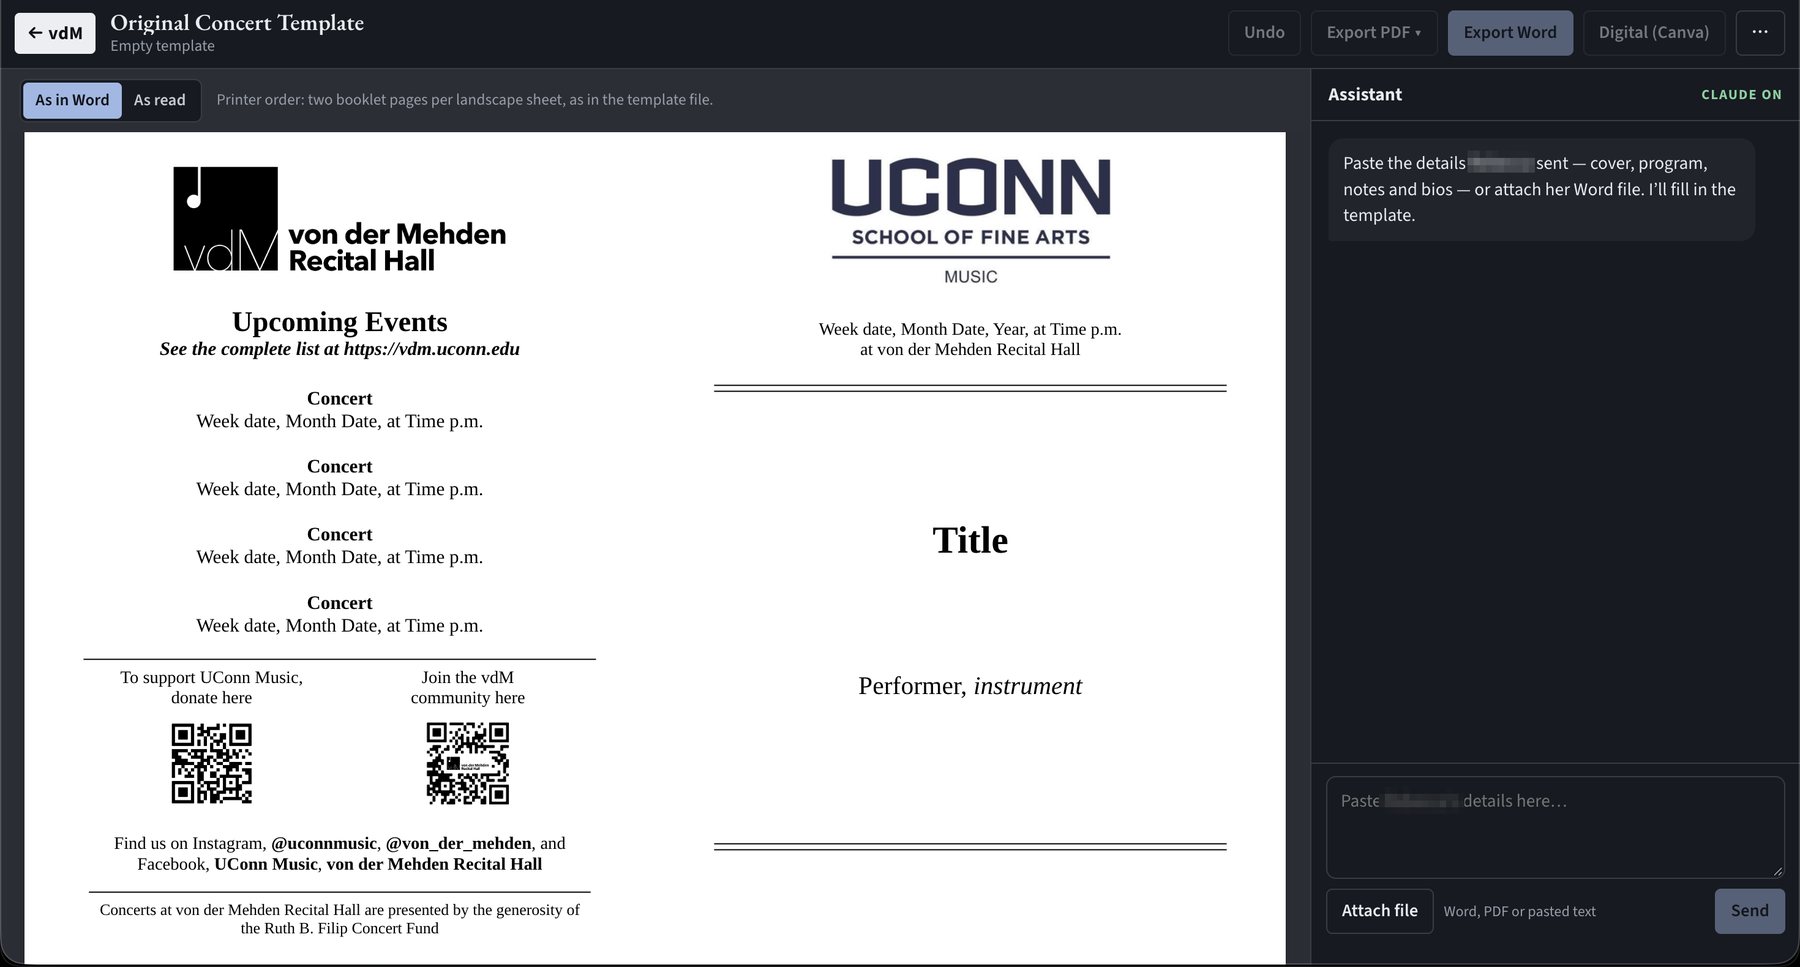 ← vdM
Original Concert Template
Empty template
Undo
Export PDF ▾
Export Word
Digital (Canva)
···
As in Word
As read
Printer order: two booklet pages per landscape sheet, as in the template file.
vdM
von der Mehden
Recital Hall
Upcoming Events
See the complete list at https://vdm.uconn.edu
Concert
Week date, Month Date, at Time p.m.
Concert
Week date, Month Date, at Time p.m.
Concert
Week date, Month Date, at Time p.m.
Concert
Week date, Month Date, at Time p.m.
To support UConn Music,
donate here
Join the vdM
community here
von der Mehden
Recital Hall
Find us on Instagram, @uconnmusic, @von_der_mehden, and
Facebook, UConn Music, von der Mehden Recital Hall
Concerts at von der Mehden Recital Hall are presented by the generosity of
the Ruth B. Filip Concert Fund
UCONN
SCHOOL OF FINE ARTS
MUSIC
Week date, Month Date, Year, at Time p.m.
at von der Mehden Recital Hall
Title
Performer, instrument
Assistant
CLAUDE ON
Paste the details sent — cover, program,
notes and bios — or attach her Word file. I’ll fill in the
template.
Paste details here…
Attach file
Word, PDF or pasted text
Send